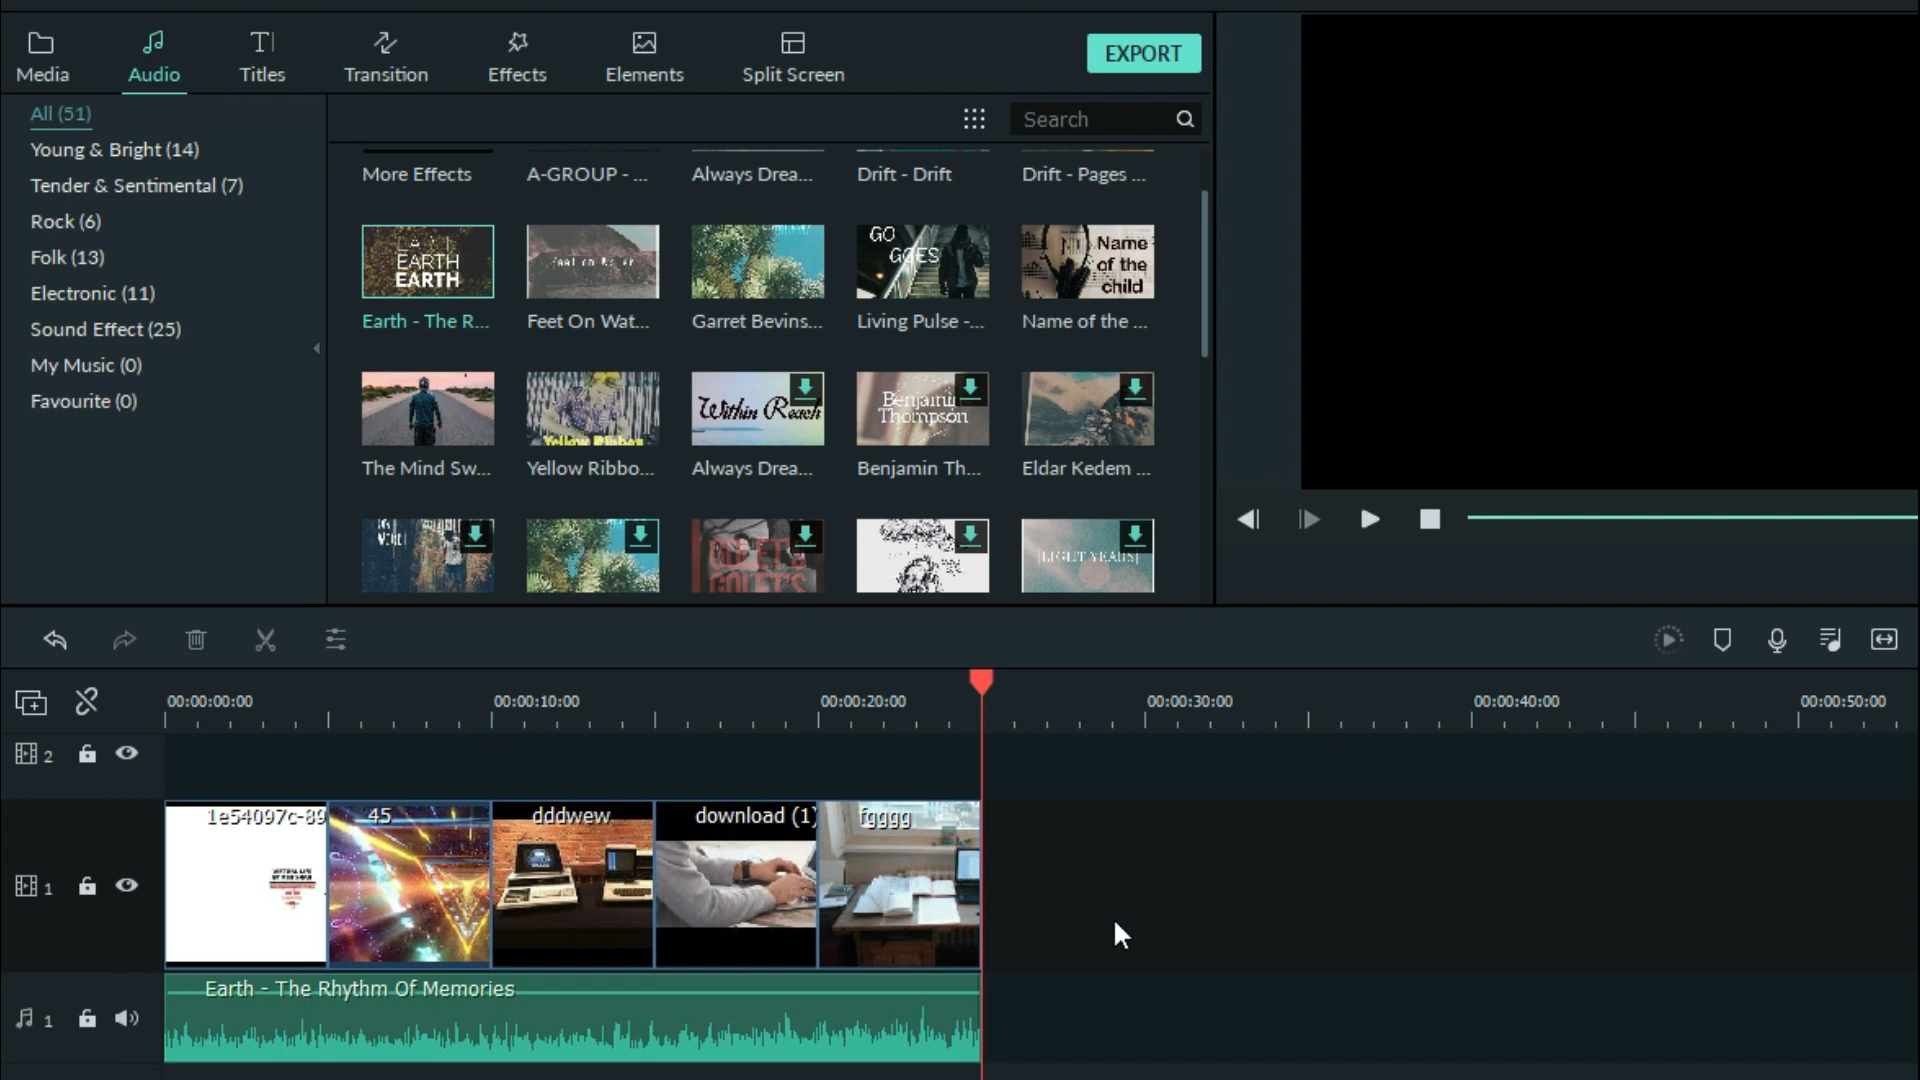 Media
Audio
Titles
Transition
Effects
Elements
Split Screen
EXPORT
All (51)
Young & Bright (14)
Tender & Sentimental (7)
Rock (6)
Folk (13)
Electronic (11)
Sound Effect (25)
My Music (0)
Favourite (0)
Search
More Effects
A-GROUP - ...
Always Drea...
Drift - Drift
Drift - Pages ...
EARTH
EARTH
GO
GOES
Name
of the
child
Earth - The R...
Feet On Wat...
Garret Bevins...
Living Pulse -...
Name of the ...
Yellow Ribbon
Within Reach
Benjamin
Thompson
The Mind Sw...
Yellow Ribbo...
Always Drea...
Benjamin Th...
Eldar Kedem ...
LIGHT YEARS
00:00:00:00
00:00:10:00
00:00:20:00
00:00:30:00
00:00:40:00
00:00:50:00
2
1e54097c-89
45
dddwew
download (1)
fgggg
1
Earth - The Rhythm Of Memories
1